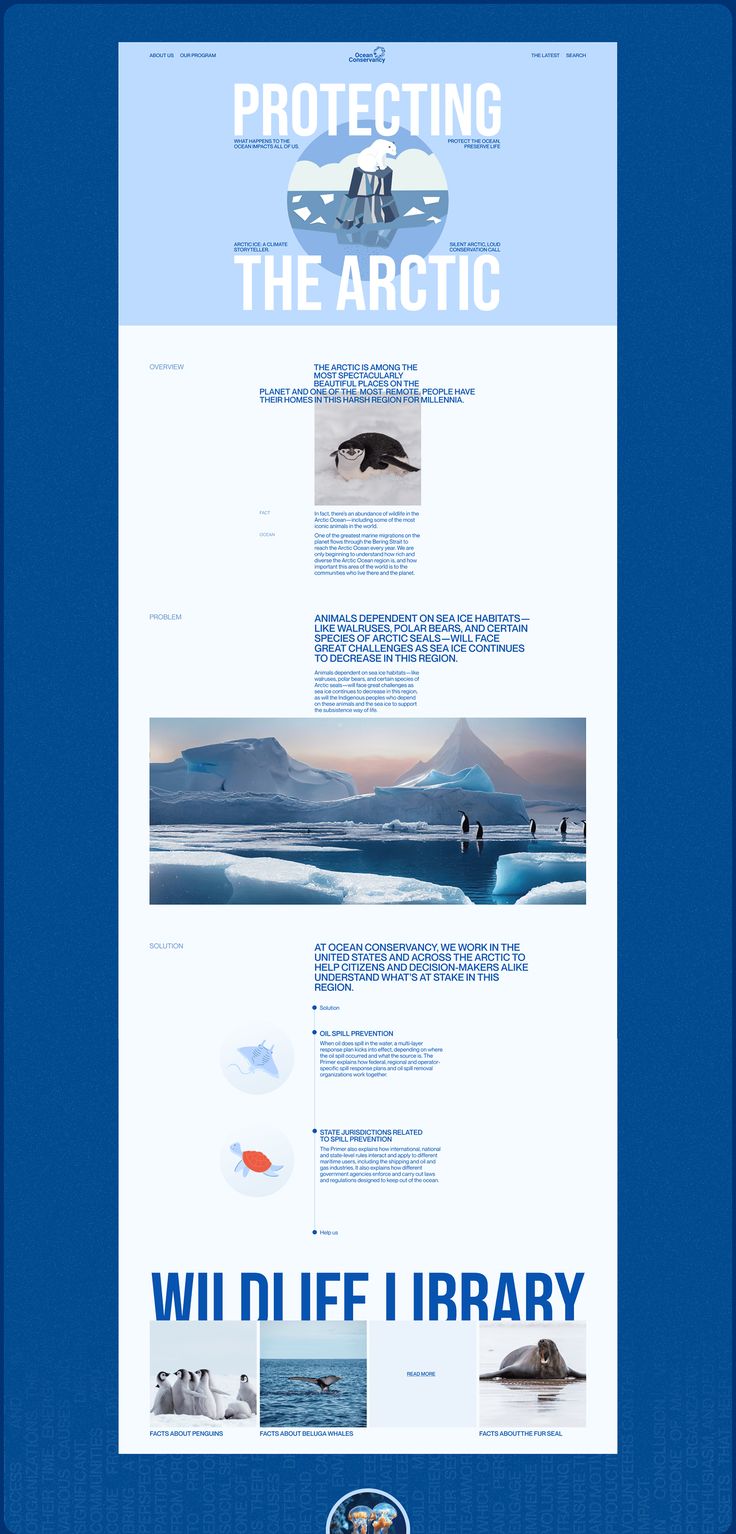 ABOUT US
OUR PROGRAM
Ocean
Conservancy
THE LATEST
SEARCH
PROTECTING
WHAT HAPPENS TO THE
OCEAN IMPACTS ALL OF US.
PROTECT THE OCEAN,
PRESERVE LIFE
ARCTIC ICE: A CLIMATE
STORYTELLER.
SILENT ARCTIC, LOUD
CONSERVATION CALL
THE ARCTIC
OVERVIEW
THE ARCTIC IS AMONG THE
MOST SPECTACULARLY
BEAUTIFUL PLACES ON THE
PLANET AND ONE OF THE MOST REMOTE. PEOPLE HAVE
THEIR HOMES IN THIS HARSH REGION FOR MILLENNIA.
FACT
In fact, there's an abundance of wildlife in the
Arctic Ocean—including some of the most
iconic animals in the world.
OCEAN
One of the greatest marine migrations on the
planet flows through the Bering Strait to
reach the Arctic Ocean every year. We are
only beginning to understand how rich and
diverse the Arctic Ocean region is, and how
important this area of the world is to the
communities who live there and the planet.
PROBLEM
ANIMALS DEPENDENT ON SEA ICE HABITATS—
LIKE WALRUSES, POLAR BEARS, AND CERTAIN
SPECIES OF ARCTIC SEALS—WILL FACE
GREAT CHALLENGES AS SEA ICE CONTINUES
TO DECREASE IN THIS REGION.
Animals dependent on sea ice habitats—like
walruses, polar bears, and certain species of
Arctic seals—will face great challenges as
sea ice continues to decrease in this region,
as will the Indigenous peoples who depend
on these animals and the sea ice to support
the subsistence way of life.
SOLUTION
AT OCEAN CONSERVANCY, WE WORK IN THE
UNITED STATES AND ACROSS THE ARCTIC TO
HELP CITIZENS AND DECISION-MAKERS ALIKE
UNDERSTAND WHAT'S AT STAKE IN THIS
REGION.
Solution
OIL SPILL PREVENTION
When oil does spill in the water, a multi-layer
response plan kicks into effect, depending on where
the oil spill occurred and what the source is. The
Primer explains how federal, regional and operator-
specific spill response plans and oil spill removal
organizations work together.
STATE JURISDICTIONS RELATED
TO SPILL PREVENTION
The Primer also explains how international, national
and state-level rules interact and apply to different
maritime users, including the shipping and oil and
gas industries. It also explains how different
government agencies enforce and carry out laws
and regulations designed to keep out of the ocean.
Help us
WILDLIFE LIBRARY
READ MORE
FACTS ABOUT PENGUINS
FACTS ABOUT BELUGA WHALES
FACTS ABOUT THE FUR SEAL